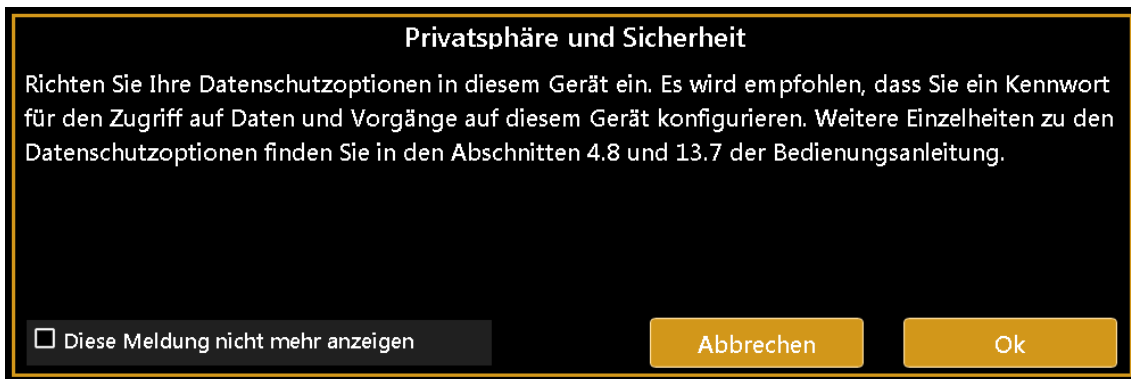 Privatsphäre und Sicherheit
Richten Sie Ihre Datenschutzoptionen in diesem Gerät ein. Es wird empfohlen, dass Sie ein Kennwort
für den Zugriff auf Daten und Vorgänge auf diesem Gerät konfigurieren. Weitere Einzelheiten zu den
Datenschutzoptionen finden Sie in den Abschnitten 4.8 und 13.7 der Bedienungsanleitung.
Diese Meldung nicht mehr anzeigen
Abbrechen
Ok